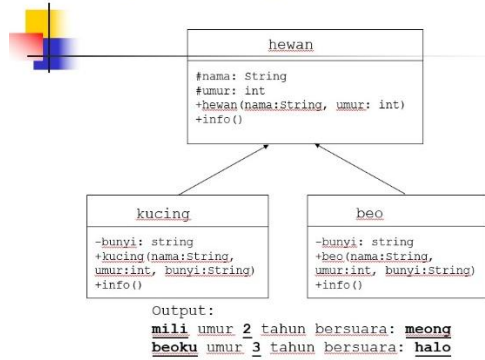 hewan
#nama: String
#umur: int
+hewan(nama:String, umur: int)
+info()
kucing
-bunyi: string
+kucing(nama:String,
umur:int, bunyi:String)
+info()
beo
-bunyi: string
+beo(nama:String,
umur:int, bunyi:String)
+info()
Output:
mili umur 2 tahun bersuara: meong
beoku umur 3 tahun bersuara: halo